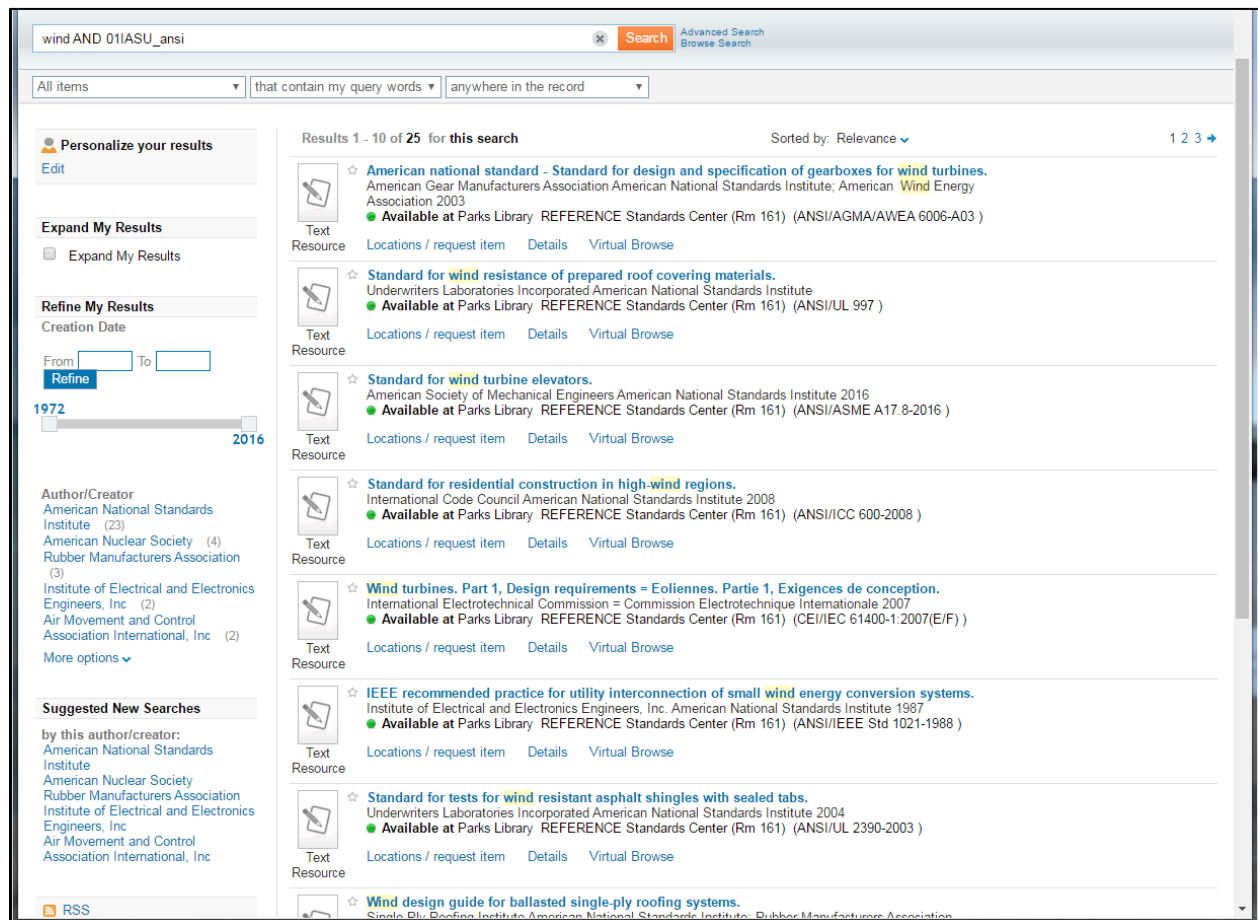 wind AND 01IASU_ansi
Search
Advanced Search
Browse Search
All items
that contain my query words
anywhere in the record
Personalize your results
Edit
Expand My Results
Expand My Results
Refine My Results
Creation Date
From To
Refine
1972
2016
Author/Creator
American National Standards
Institute (23)
American Nuclear Society (4)
Rubber Manufacturers Association
(3)
Institute of Electrical and Electronics
Engineers, Inc (2)
Air Movement and Control
Association International, Inc (2)
More options
Suggested New Searches
by this author/creator:
American National Standards
Institute
American Nuclear Society
Rubber Manufacturers Association
Institute of Electrical and Electronics
Engineers, Inc
Air Movement and Control
Association International, Inc
RSS
Results 1 - 10 of 25 for this search
Sorted by: Relevance
1 2 3
American national standard - Standard for design and specification of gearboxes for wind turbines.
American Gear Manufacturers Association American National Standards Institute; American Wind Energy
Association 2003
Available at Parks Library REFERENCE Standards Center (Rm 161) (ANSI/AGMA/AWEA 6006-A03 )
Text
Resource
Locations / request item Details Virtual Browse
Standard for wind resistance of prepared roof covering materials.
Underwriters Laboratories Incorporated American National Standards Institute
Available at Parks Library REFERENCE Standards Center (Rm 161) (ANSI/UL 997 )
Text
Resource
Locations / request item Details Virtual Browse
Standard for wind turbine elevators.
American Society of Mechanical Engineers American National Standards Institute 2016
Available at Parks Library REFERENCE Standards Center (Rm 161) (ANSI/ASME A17.8-2016 )
Text
Resource
Locations / request item Details Virtual Browse
Standard for residential construction in high-wind regions.
International Code Council American National Standards Institute 2008
Available at Parks Library REFERENCE Standards Center (Rm 161) (ANSI/ICC 600-2008 )
Text
Resource
Locations / request item Details Virtual Browse
Wind turbines. Part 1, Design requirements = Eoliennes. Partie 1, Exigences de conception.
International Electrotechnical Commission = Commission Electrotechnique Internationale 2007
Available at Parks Library REFERENCE Standards Center (Rm 161) (CEI/IEC 61400-1:2007(E/F) )
Text
Resource
Locations / request item Details Virtual Browse
IEEE recommended practice for utility interconnection of small wind energy conversion systems.
Institute of Electrical and Electronics Engineers, Inc. American National Standards Institute 1987
Available at Parks Library REFERENCE Standards Center (Rm 161) (ANSI/IEEE Std 1021-1988 )
Text
Resource
Locations / request item Details Virtual Browse
Standard for tests for wind resistant asphalt shingles with sealed tabs.
Underwriters Laboratories Incorporated American National Standards Institute 2004
Available at Parks Library REFERENCE Standards Center (Rm 161) (ANSI/UL 2390-2003 )
Text
Resource
Locations / request item Details Virtual Browse
Wind design guide for ballasted single-ply roofing systems.
Single Ply Roofing Institute American National Standards Institute; Rubber Manufacturers Association